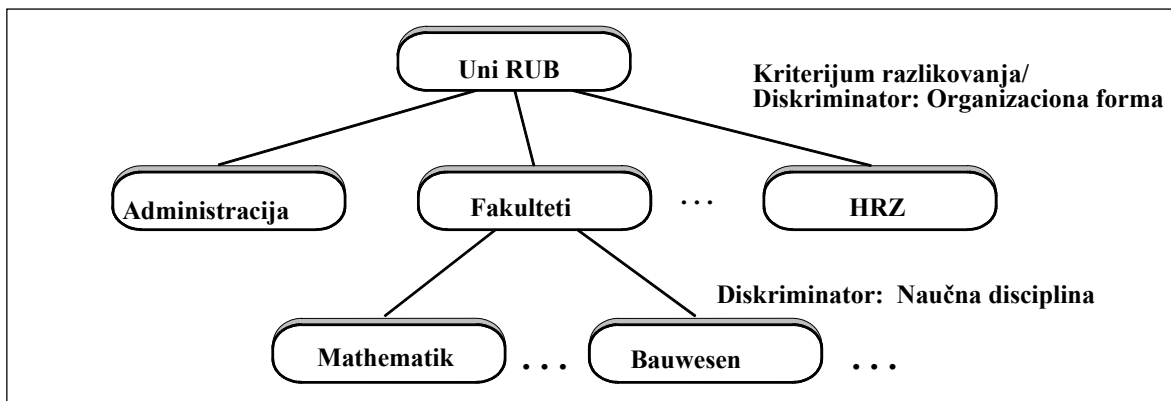 Uni RUB
Kriterijum razlikovanja/
Diskriminator: Organizaciona forma
Administracija
Fakulteti
. . .
HRZ
Diskriminator: Naučna disciplina
Mathematik
. . .
Bauwesen
. . .